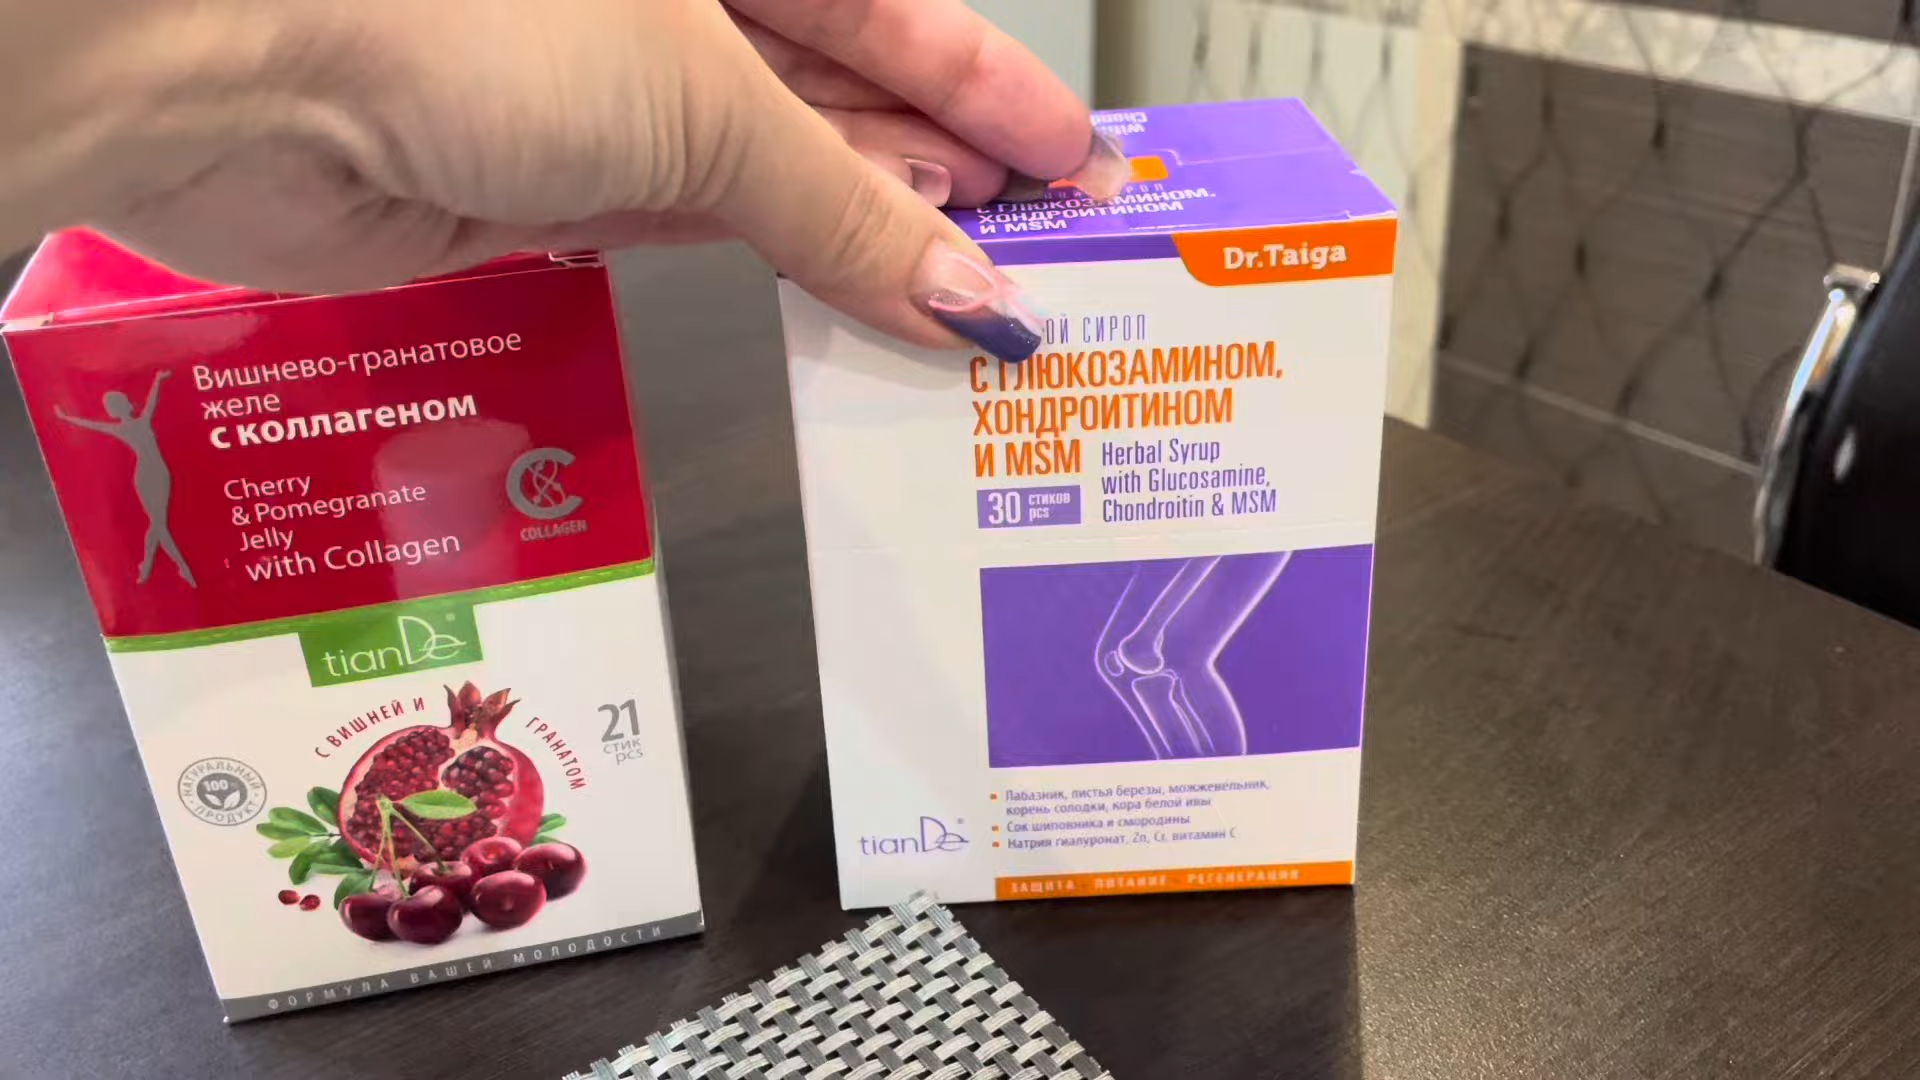 Вишнево-гранатовое
желе
с коллагеном
Cherry
& Pomegranate
Jelly
with Collagen
COLLAGEN
tianDe®
С ВИШНЕЙ И ГРАНАТОМ
21
СТИК
pcs
НАТУРАЛЬНЫЙ
100%
ПРОДУКТ
ФОРМУЛА ВАШЕЙ МОЛОДОСТИ
With
Chond
С ГЛЮКОЗАМИНОМ,
ХОНДРОИТИНОМ
И MSM
Dr.Taiga
ОЙ СИРОП
С ГЛЮКОЗАМИНОМ,
ХОНДРОИТИНОМ
И MSM
Herbal Syrup
with Glucosamine,
Chondroitin & MSM
30 СТИКОВ
pcs
Лабазник, листья березы, можжевельник,
корень солодки, кора белой ивы
Сок шиповника и смородины
Натрия гиалуронат, Zn, Cr, витамин С
tianDe®
ЗАЩИТА - ПИТАНИЕ - РЕГЕНЕРАЦИЯ